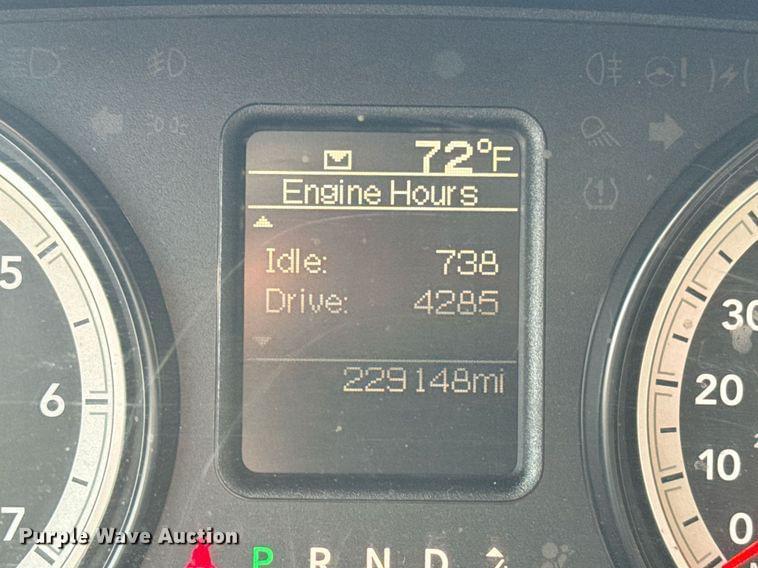 72°F
Engine Hours
Idle: 738
Drive: 4285
229148mi
5
6
7
30
20
10
0
P R N D
Purple Wave Auction